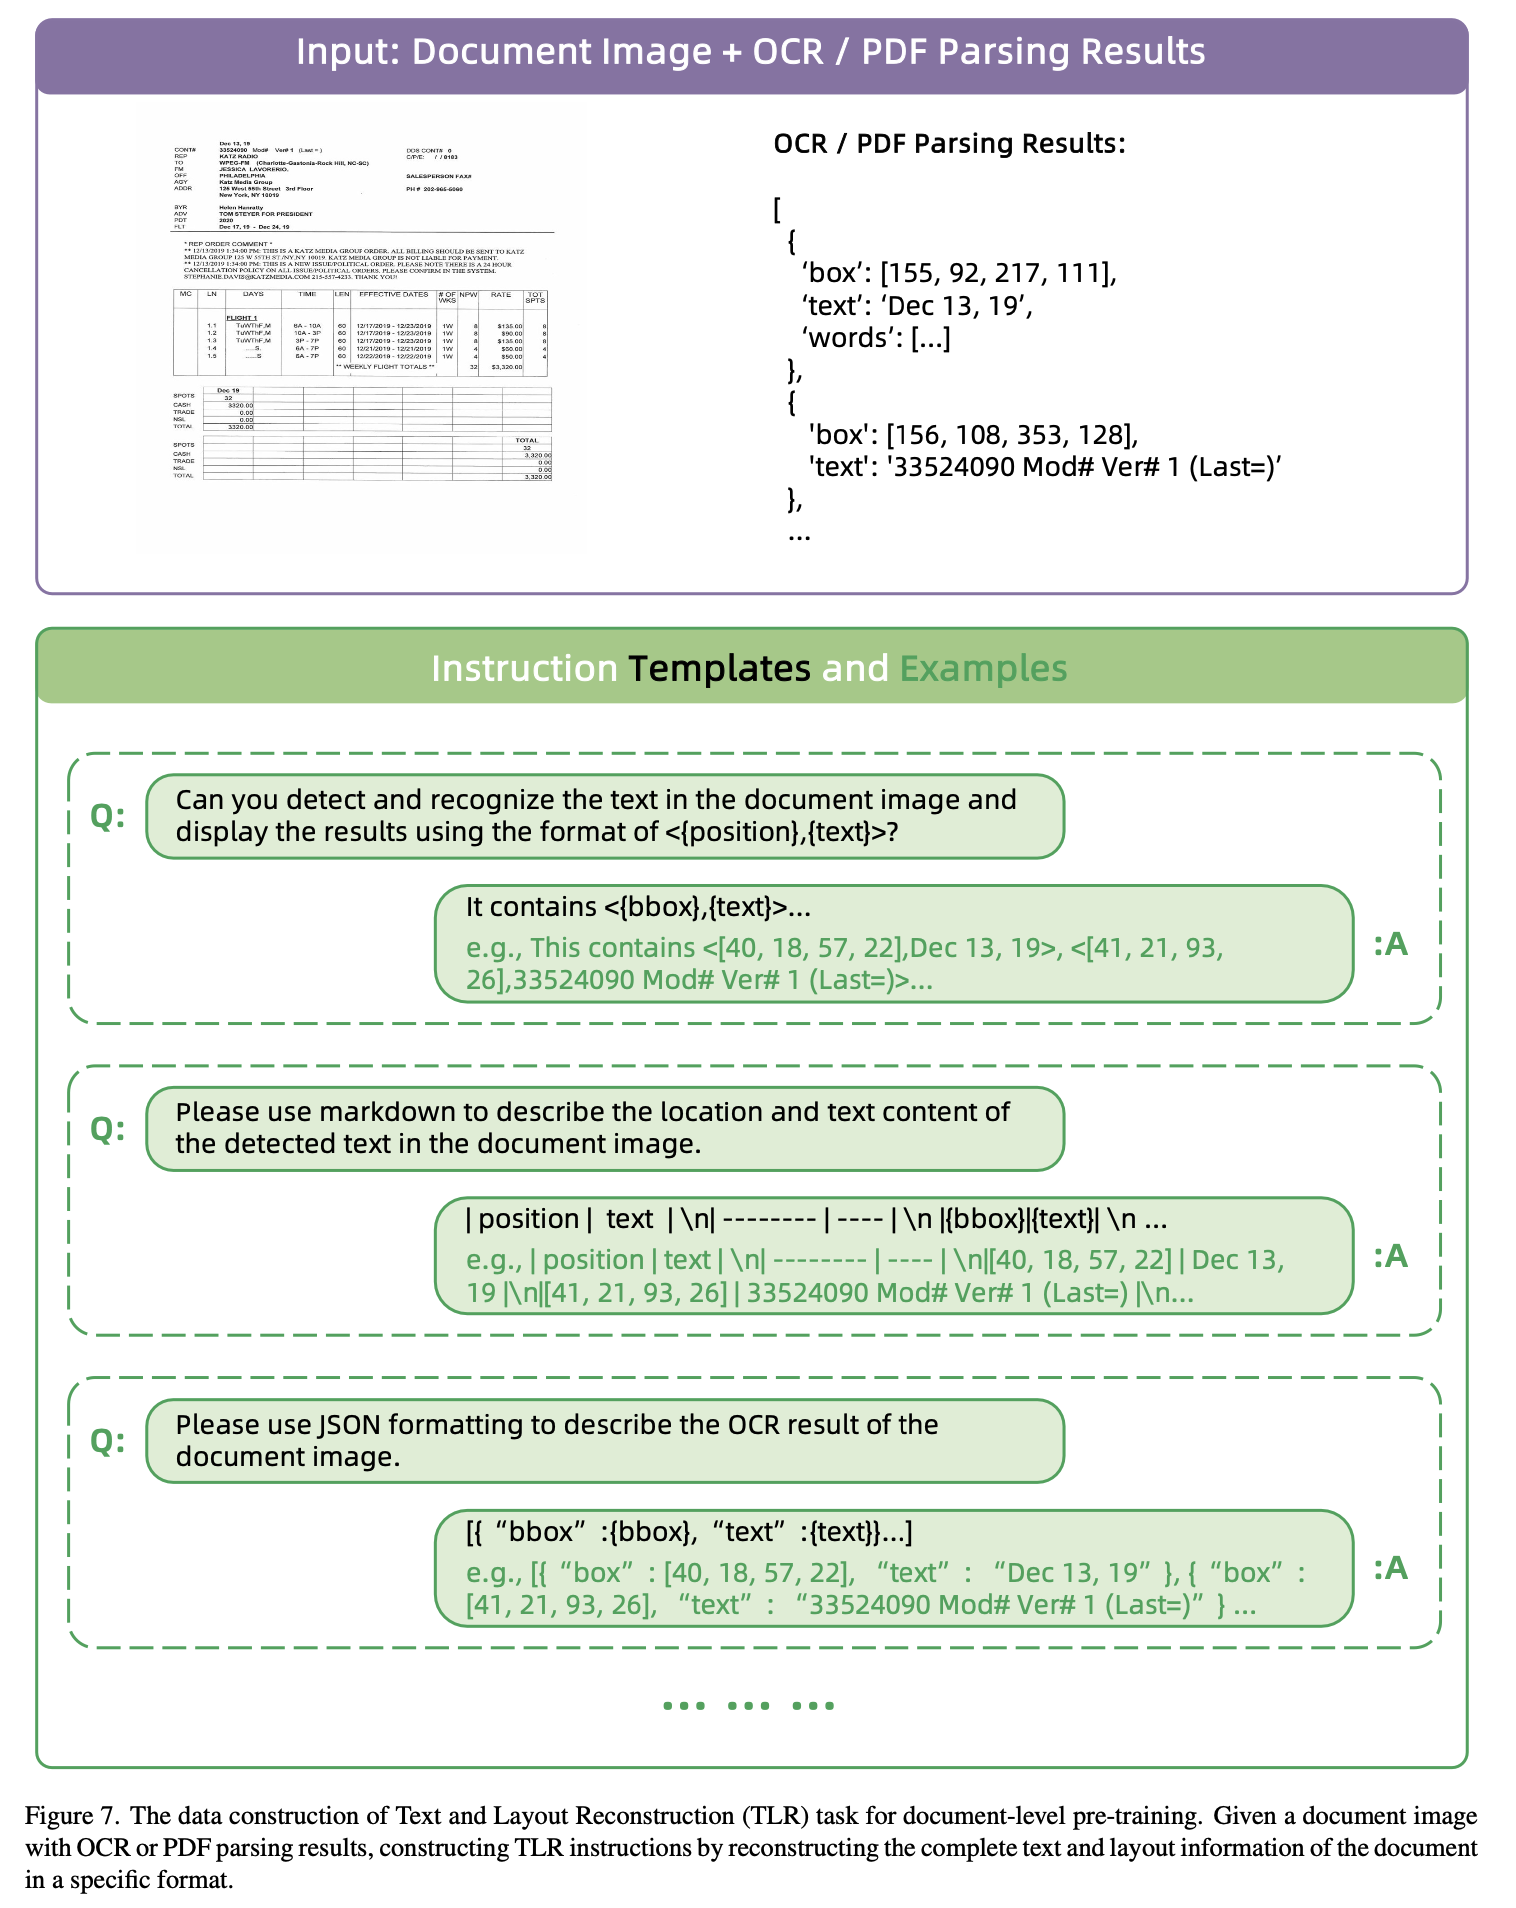 Input: Document Image + OCR / PDF Parsing Results
Dec 13, 19
CONT# 33524090 Mod# Ver# 1 (Last = ) DDS CONT# 0
REP KATZ RADIO C/P/E: / / 8183
TO WPEG-FM (Charlotte-Gastonia-Rock Hill, NC-SC)
FM JESSICA LAVORERIO.
OFF PHILADELPHIA SALESPERSON FAX#
AGY Katz Media Group
ADDR 125 West 55th Street 3rd Floor PH # 202-965-6060
New York, NY 10019
BYR Helen Hanratty
ADV TOM STEYER FOR PRESIDENT
PDT 2020
FLT Dec 17, 19 - Dec 24, 19
* REP ORDER COMMENT *
** 12/13/2019 1:34:00 PM: THIS IS A KATZ MEDIA GROUP ORDER. ALL BILLING SHOULD BE SENT TO KATZ
MEDIA GROUP 125 W 55TH ST./NY,NY 10019. KATZ MEDIA GROUP IS NOT LIABLE FOR PAYMENT.
** 12/13/2019 1:34:00 PM: THIS IS A NEW ISSUE/POLITICAL ORDER. PLEASE NOTE THERE IS A 24 HOUR
CANCELLATION POLICY ON ALL ISSUE/POLITICAL ORDERS. PLEASE CONFIRM IN THE SYSTEM.
STEPHANIE.DAVIS@KATZMEDIA.COM 215-557-4233. THANK YOU!
MC LN DAYS TIME LEN EFFECTIVE DATES # OF WKS NPW RATE TOT SPTS
FLIGHT 1
1.1 TuWThF,M 6A - 10A 60 12/17/2019 - 12/23/2019 1W 8 $135.00 8
1.2 TuWThF,M 10A - 3P 60 12/17/2019 - 12/23/2019 1W 8 $90.00 8
1.3 TuWThF,M 3P - 7P 60 12/17/2019 - 12/23/2019 1W 8 $135.00 8
1.4 .....S. 6A - 7P 60 12/21/2019 - 12/21/2019 1W 4 $50.00 4
1.5 ......S 6A - 7P 60 12/22/2019 - 12/22/2019 1W 4 $50.00 4
** WEEKLY FLIGHT TOTALS ** 32 $3,320.00
Dec 19
SPOTS 32
CASH 3320.00
TRADE 0.00
NSL 0.00
TOTAL 3320.00
TOTAL
SPOTS 32
CASH 3,320.00
TRADE 0.00
NSL 0.00
TOTAL 3,320.00
OCR / PDF Parsing Results:
[
{
‘box’: [155, 92, 217, 111],
‘text’: ‘Dec 13, 19’,
‘words’: [...]
},
{
'box': [156, 108, 353, 128],
'text': '33524090 Mod# Ver# 1 (Last=)’
},
...
Instruction Templates and Examples
Q: Can you detect and recognize the text in the document image and
display the results using the format of <{position},{text}>?
It contains <{bbox},{text}>...
e.g., This contains <[40, 18, 57, 22],Dec 13, 19>, <[41, 21, 93,
26],33524090 Mod# Ver# 1 (Last=)>...
:A
Q: Please use markdown to describe the location and text content of
the detected text in the document image.
| position | text | \n| -------- | ---- | \n |{bbox}|{text}| \n ...
e.g., | position | text | \n| -------- | ---- | \n|[40, 18, 57, 22] | Dec 13,
19 |\n|[41, 21, 93, 26] | 33524090 Mod# Ver# 1 (Last=) |\n...
:A
Q: Please use JSON formatting to describe the OCR result of the
document image.
[{ “bbox” :{bbox}, “text” :{text}}...]
e.g., [{ “box” : [40, 18, 57, 22], “text” : “Dec 13, 19” }, { “box” :
[41, 21, 93, 26], “text” : “33524090 Mod# Ver# 1 (Last=)” } ...
:A
... ... ...
Figure 7. The data construction of Text and Layout Reconstruction (TLR) task for document-level pre-training. Given a document image
with OCR or PDF parsing results, constructing TLR instructions by reconstructing the complete text and layout information of the document
in a specific format.